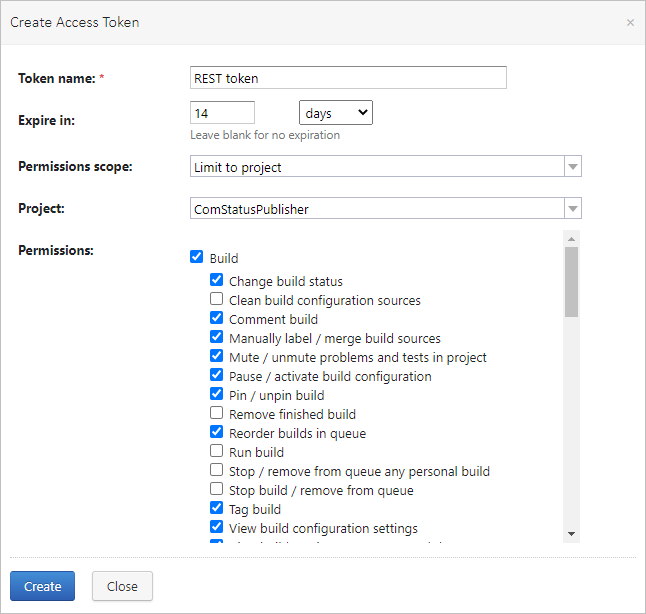 Create Access Token ×
Token name: * REST token
Expire in: 14 days
Leave blank for no expiration
Permissions scope: Limit to project
Project: ComStatusPublisher
Permissions:
Build
Change build status
Clean build configuration sources
Comment build
Manually label / merge build sources
Mute / unmute problems and tests in project
Pause / activate build configuration
Pin / unpin build
Remove finished build
Reorder builds in queue
Run build
Stop / remove from queue any personal build
Stop build / remove from queue
Tag build
View build configuration settings
Create Close